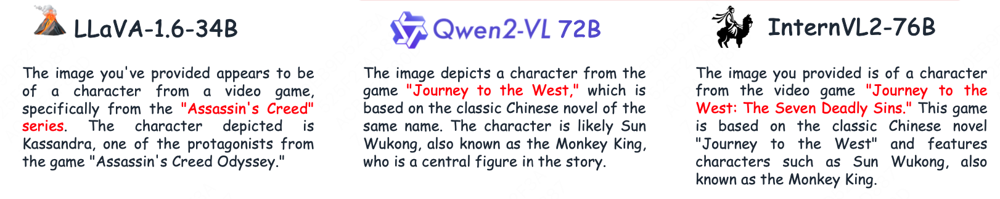 LLaVA-1.6-34B
The image you've provided appears to be
of a character from a video game,
specifically from the "Assassin's Creed"
series. The character depicted is
Kassandra, one of the protagonists from
the game "Assassin's Creed Odyssey."
Qwen2-VL 72B
The image depicts a character from the
game "Journey to the West," which is
based on the classic Chinese novel of the
same name. The character is likely Sun
Wukong, also known as the Monkey King,
who is a central figure in the story.
InternVL2-76B
The image you provided is of a character
from the video game "Journey to the
West: The Seven Deadly Sins." This game
is based on the classic Chinese novel
"Journey to the West" and features
characters such as Sun Wukong, also
known as the Monkey King.